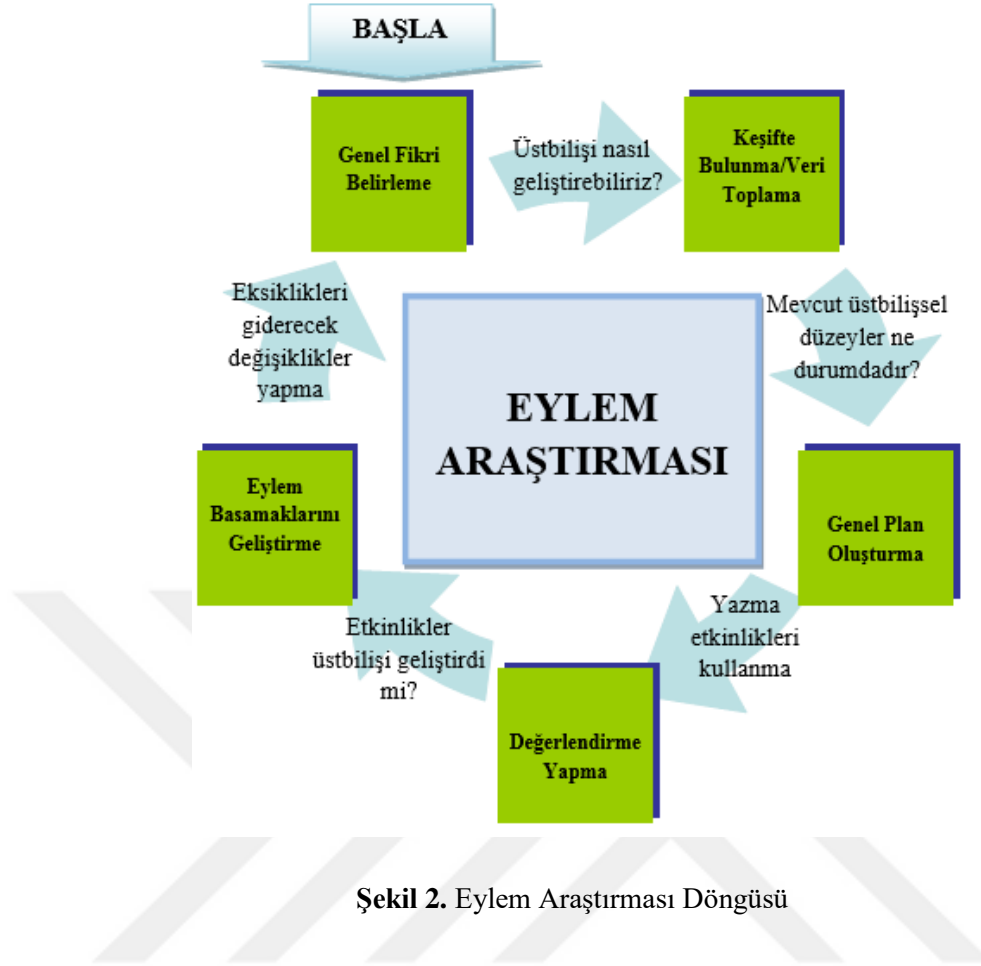 BAŞLA
Genel Fikri
Belirleme
Üstbilişi nasıl
geliştirebiliriz?
Keşifte
Bulunma/Veri
Toplama
Mevcut üstbilişsel
düzeyler ne
durumdadır?
Genel Plan
Oluşturma
Yazma
etkinlikleri
kullanma
Değerlendirme
Yapma
Etkinlikler
üstbilişi geliştirdi
mi?
Eylem
Basamaklarını
Geliştirme
Eksiklikleri
giderecek
değişiklikler
yapma
EYLEM
ARAŞTIRMASI
Şekil 2. Eylem Araştırması Döngüsü